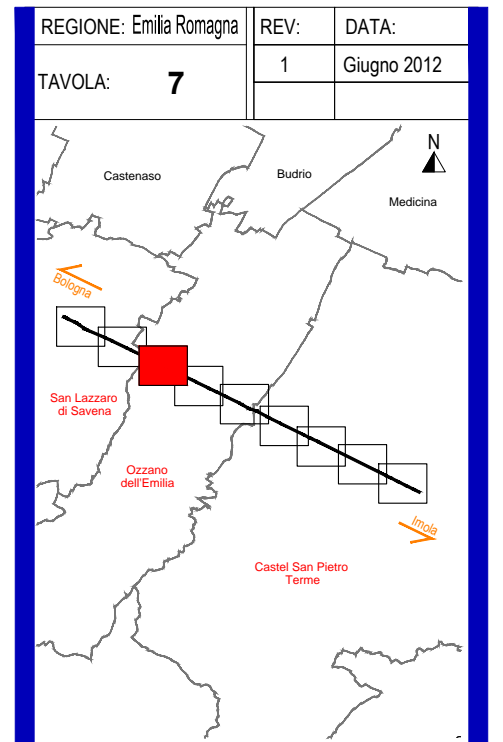 REGIONE: Emilia Romagna
REV:
DATA:
1
Giugno 2012
TAVOLA: 7
N
Castenaso
Budrio
Medicina
Bologna
San Lazzaro
di Savena
Ozzano
dell'Emilia
Imola
Castel San Pietro
Terme